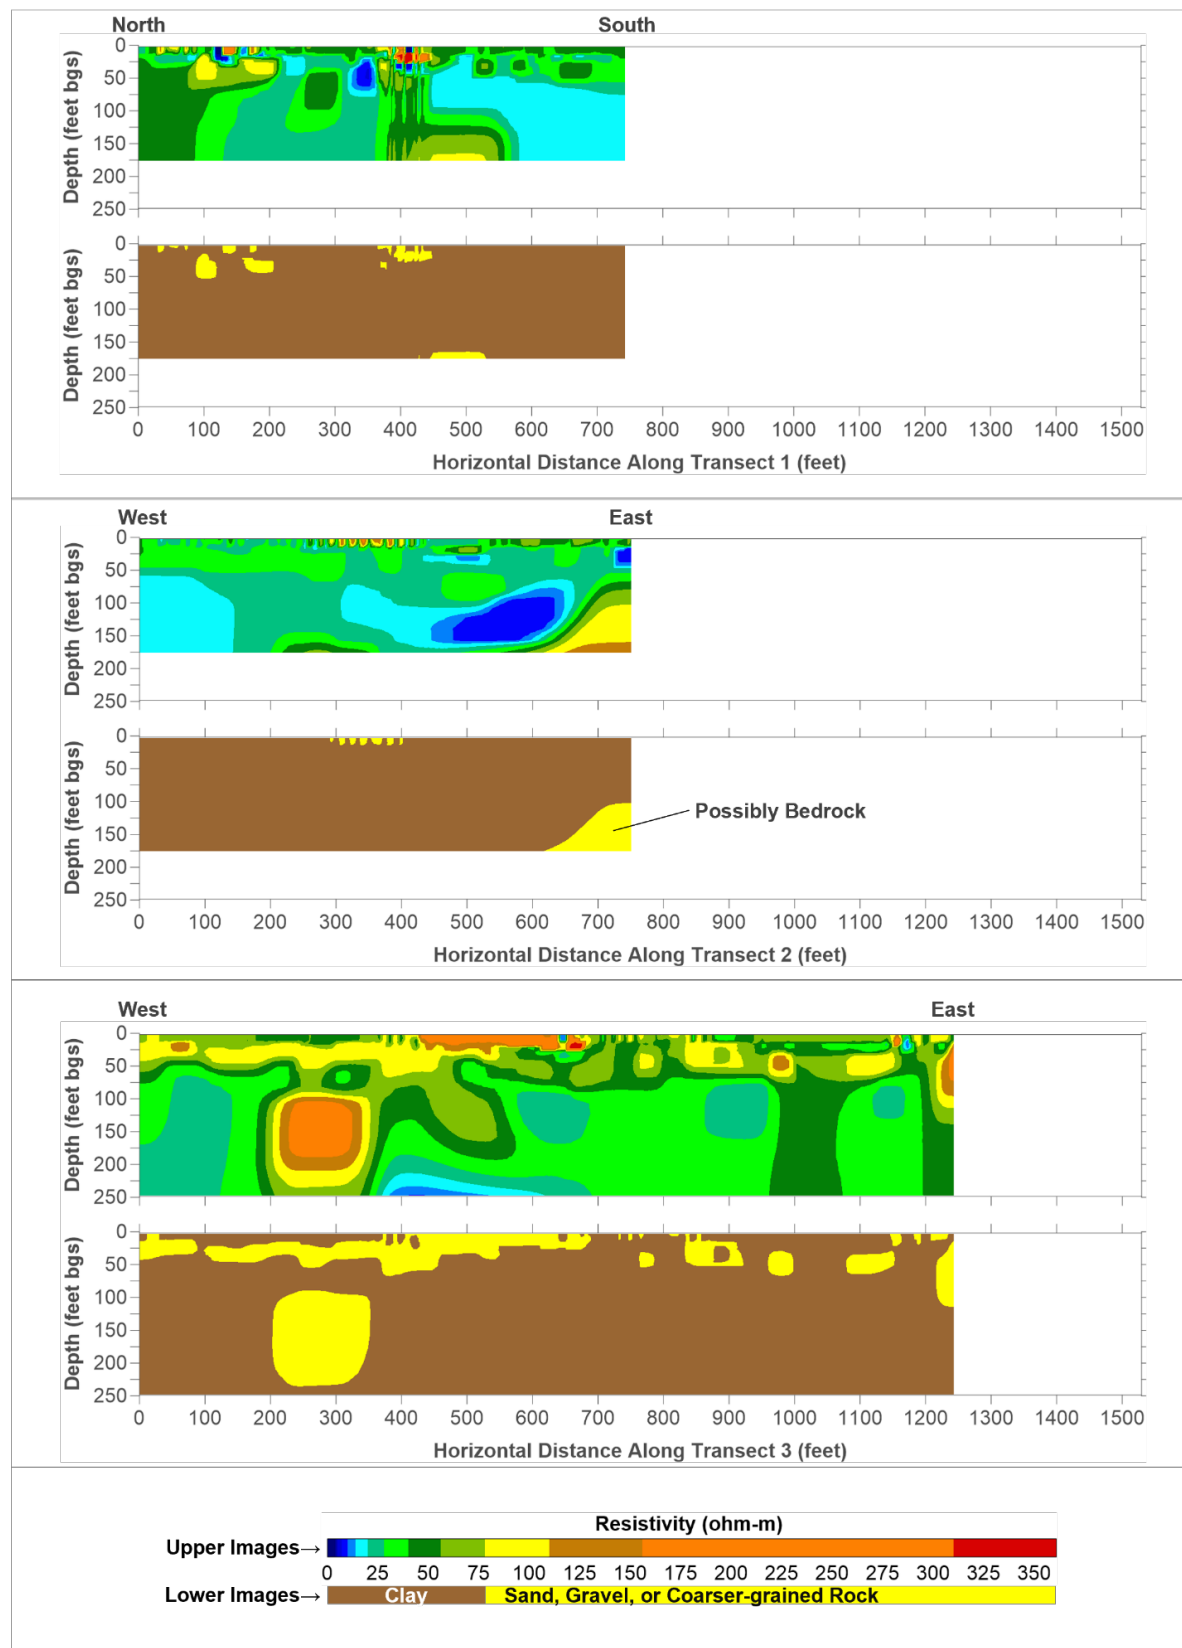 North South
Depth (feet bgs)
0
50
100
150
200
250
Depth (feet bgs)
0
50
100
150
200
250
0 100 200 300 400 500 600 700 800 900 1000 1100 1200 1300 1400 1500
Horizontal Distance Along Transect 1 (feet)
West East
Depth (feet bgs)
0
50
100
150
200
250
Depth (feet bgs)
0
50
100
150
200
250
Possibly Bedrock
0 100 200 300 400 500 600 700 800 900 1000 1100 1200 1300 1400 1500
Horizontal Distance Along Transect 2 (feet)
West East
Depth (feet bgs)
0
50
100
150
200
250
Depth (feet bgs)
0
50
100
150
200
250
0 100 200 300 400 500 600 700 800 900 1000 1100 1200 1300 1400 1500
Horizontal Distance Along Transect 3 (feet)
Resistivity (ohm-m)
Upper Images→
0 25 50 75 100 125 150 175 200 225 250 275 300 325 350
Lower Images→ Clay Sand, Gravel, or Coarser-grained Rock